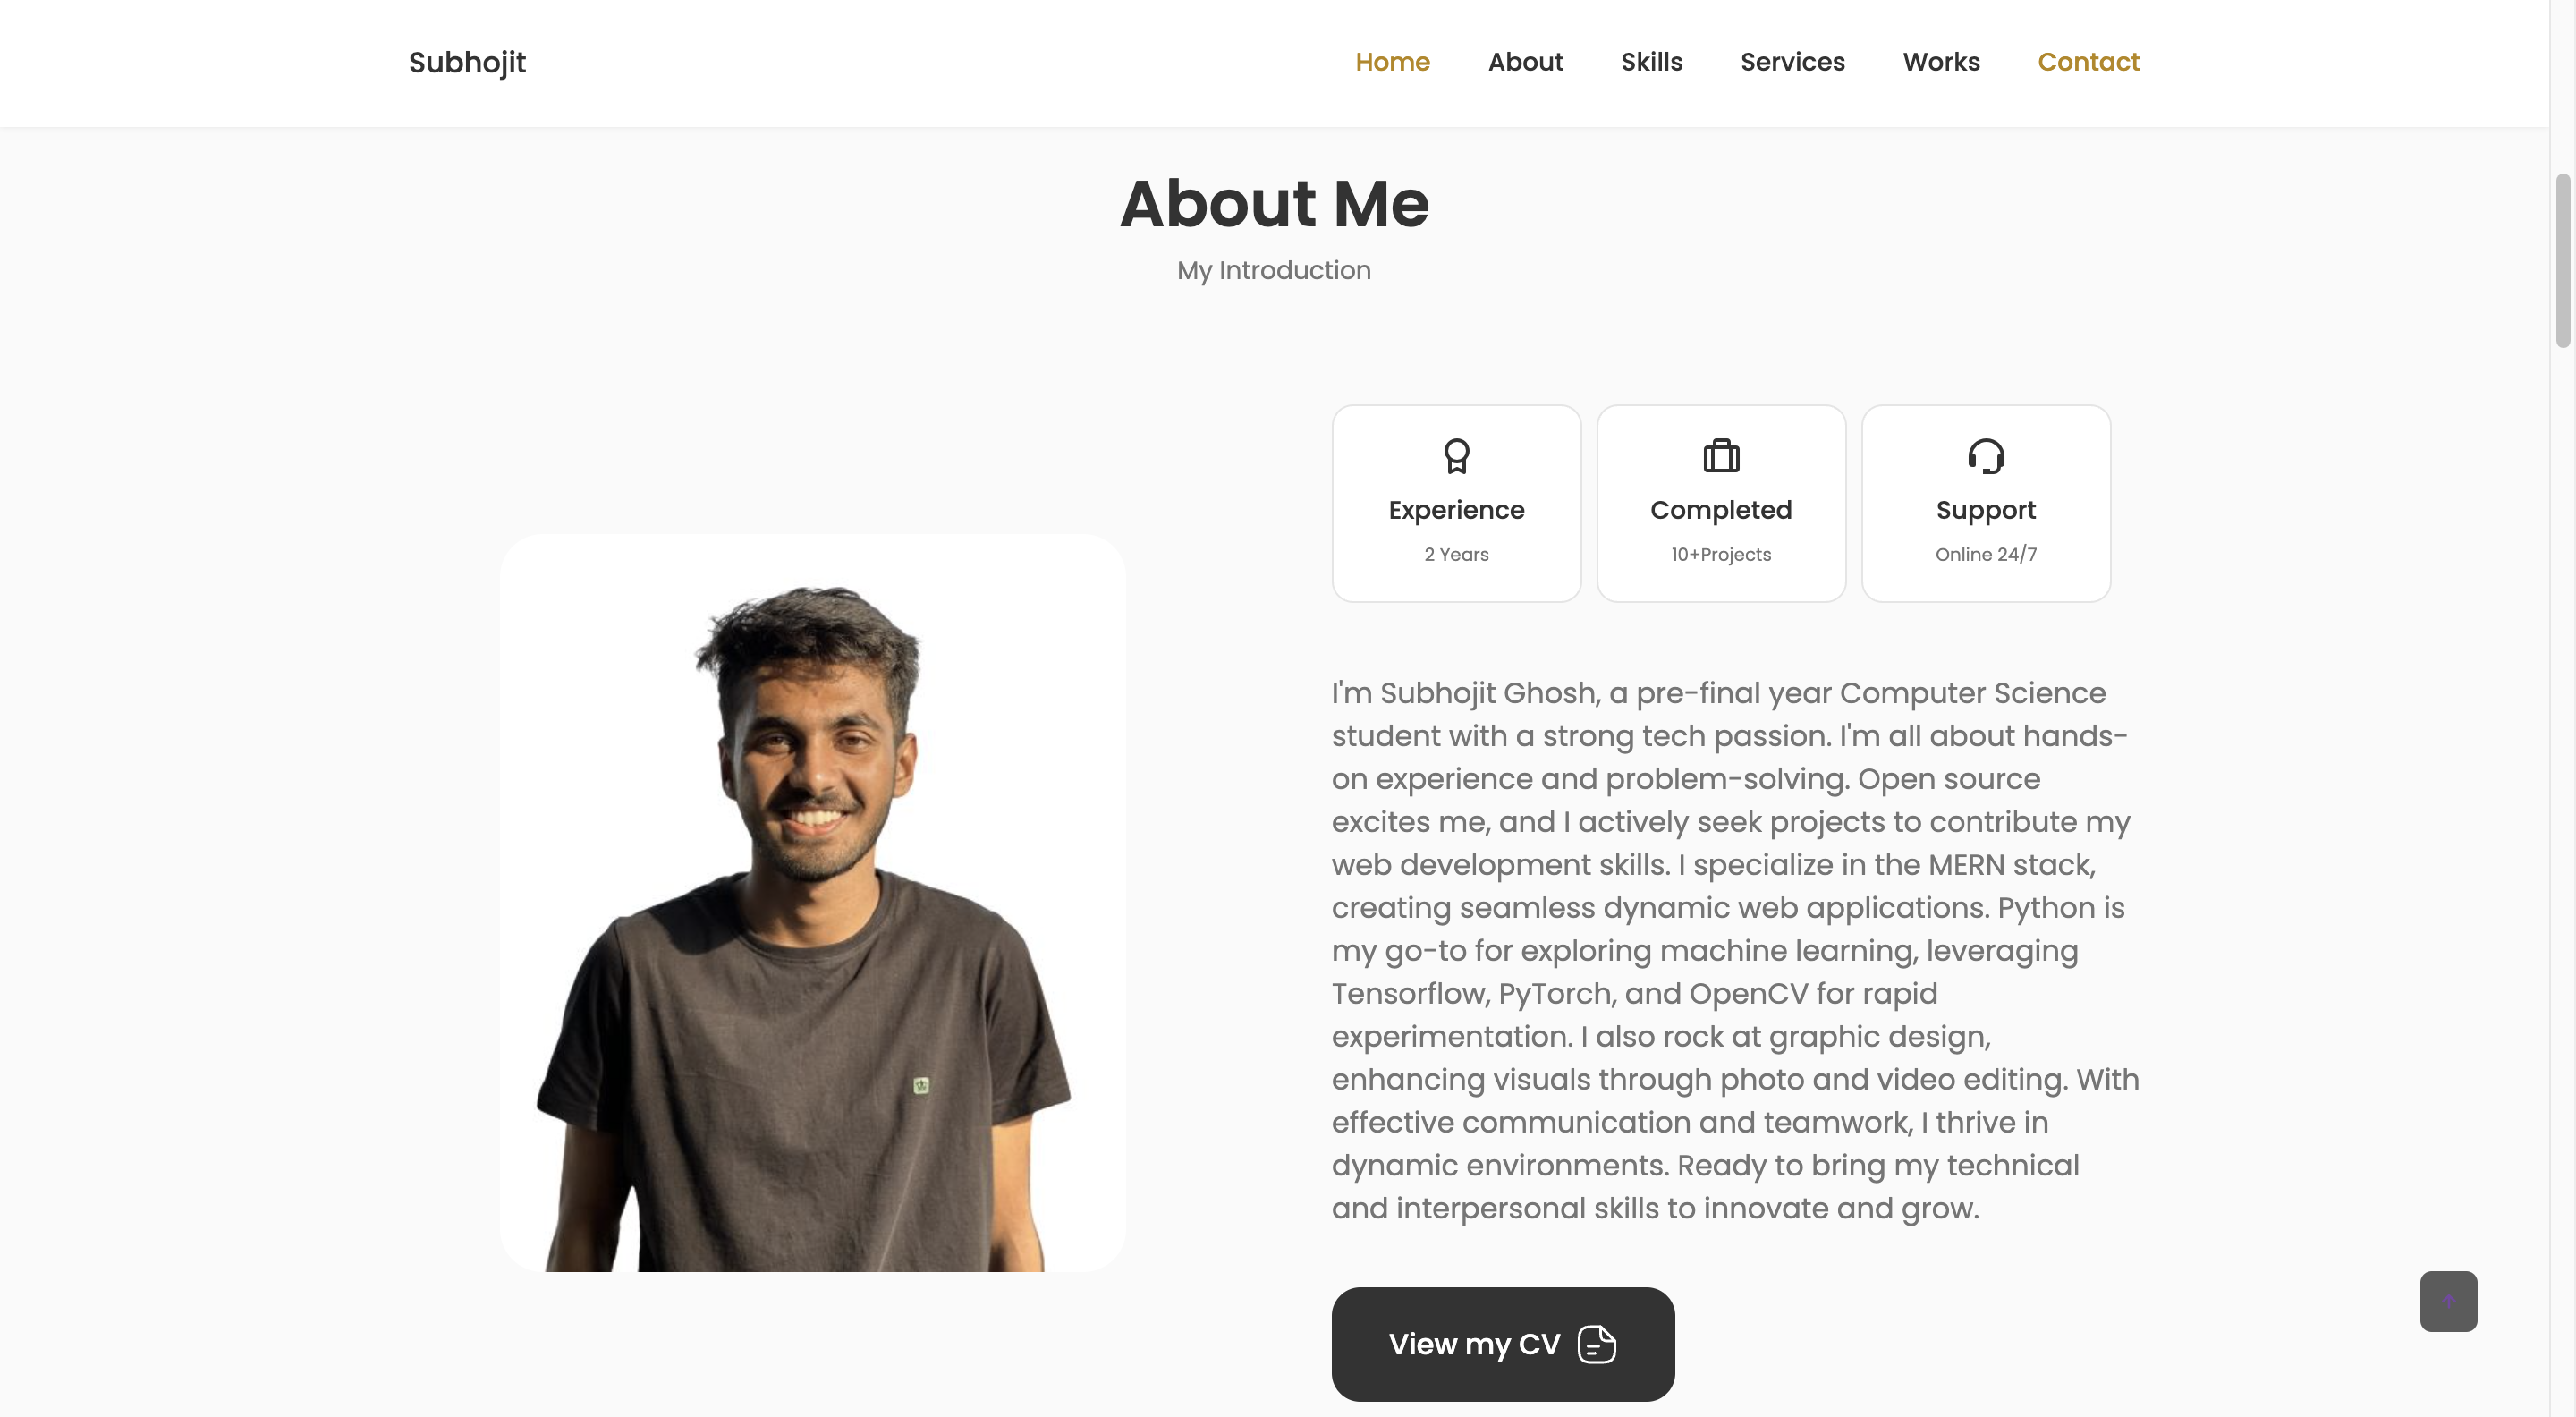 Subhojit
Home About Skills Services Works Contact
About Me
My Introduction
Experience
2 Years
Completed
10+Projects
Support
Online 24/7
I'm Subhojit Ghosh, a pre-final year Computer Science
student with a strong tech passion. I'm all about hands-
on experience and problem-solving. Open source
excites me, and I actively seek projects to contribute my
web development skills. I specialize in the MERN stack,
creating seamless dynamic web applications. Python is
my go-to for exploring machine learning, leveraging
Tensorflow, PyTorch, and OpenCV for rapid
experimentation. I also rock at graphic design,
enhancing visuals through photo and video editing. With
effective communication and teamwork, I thrive in
dynamic environments. Ready to bring my technical
and interpersonal skills to innovate and grow.
View my CV